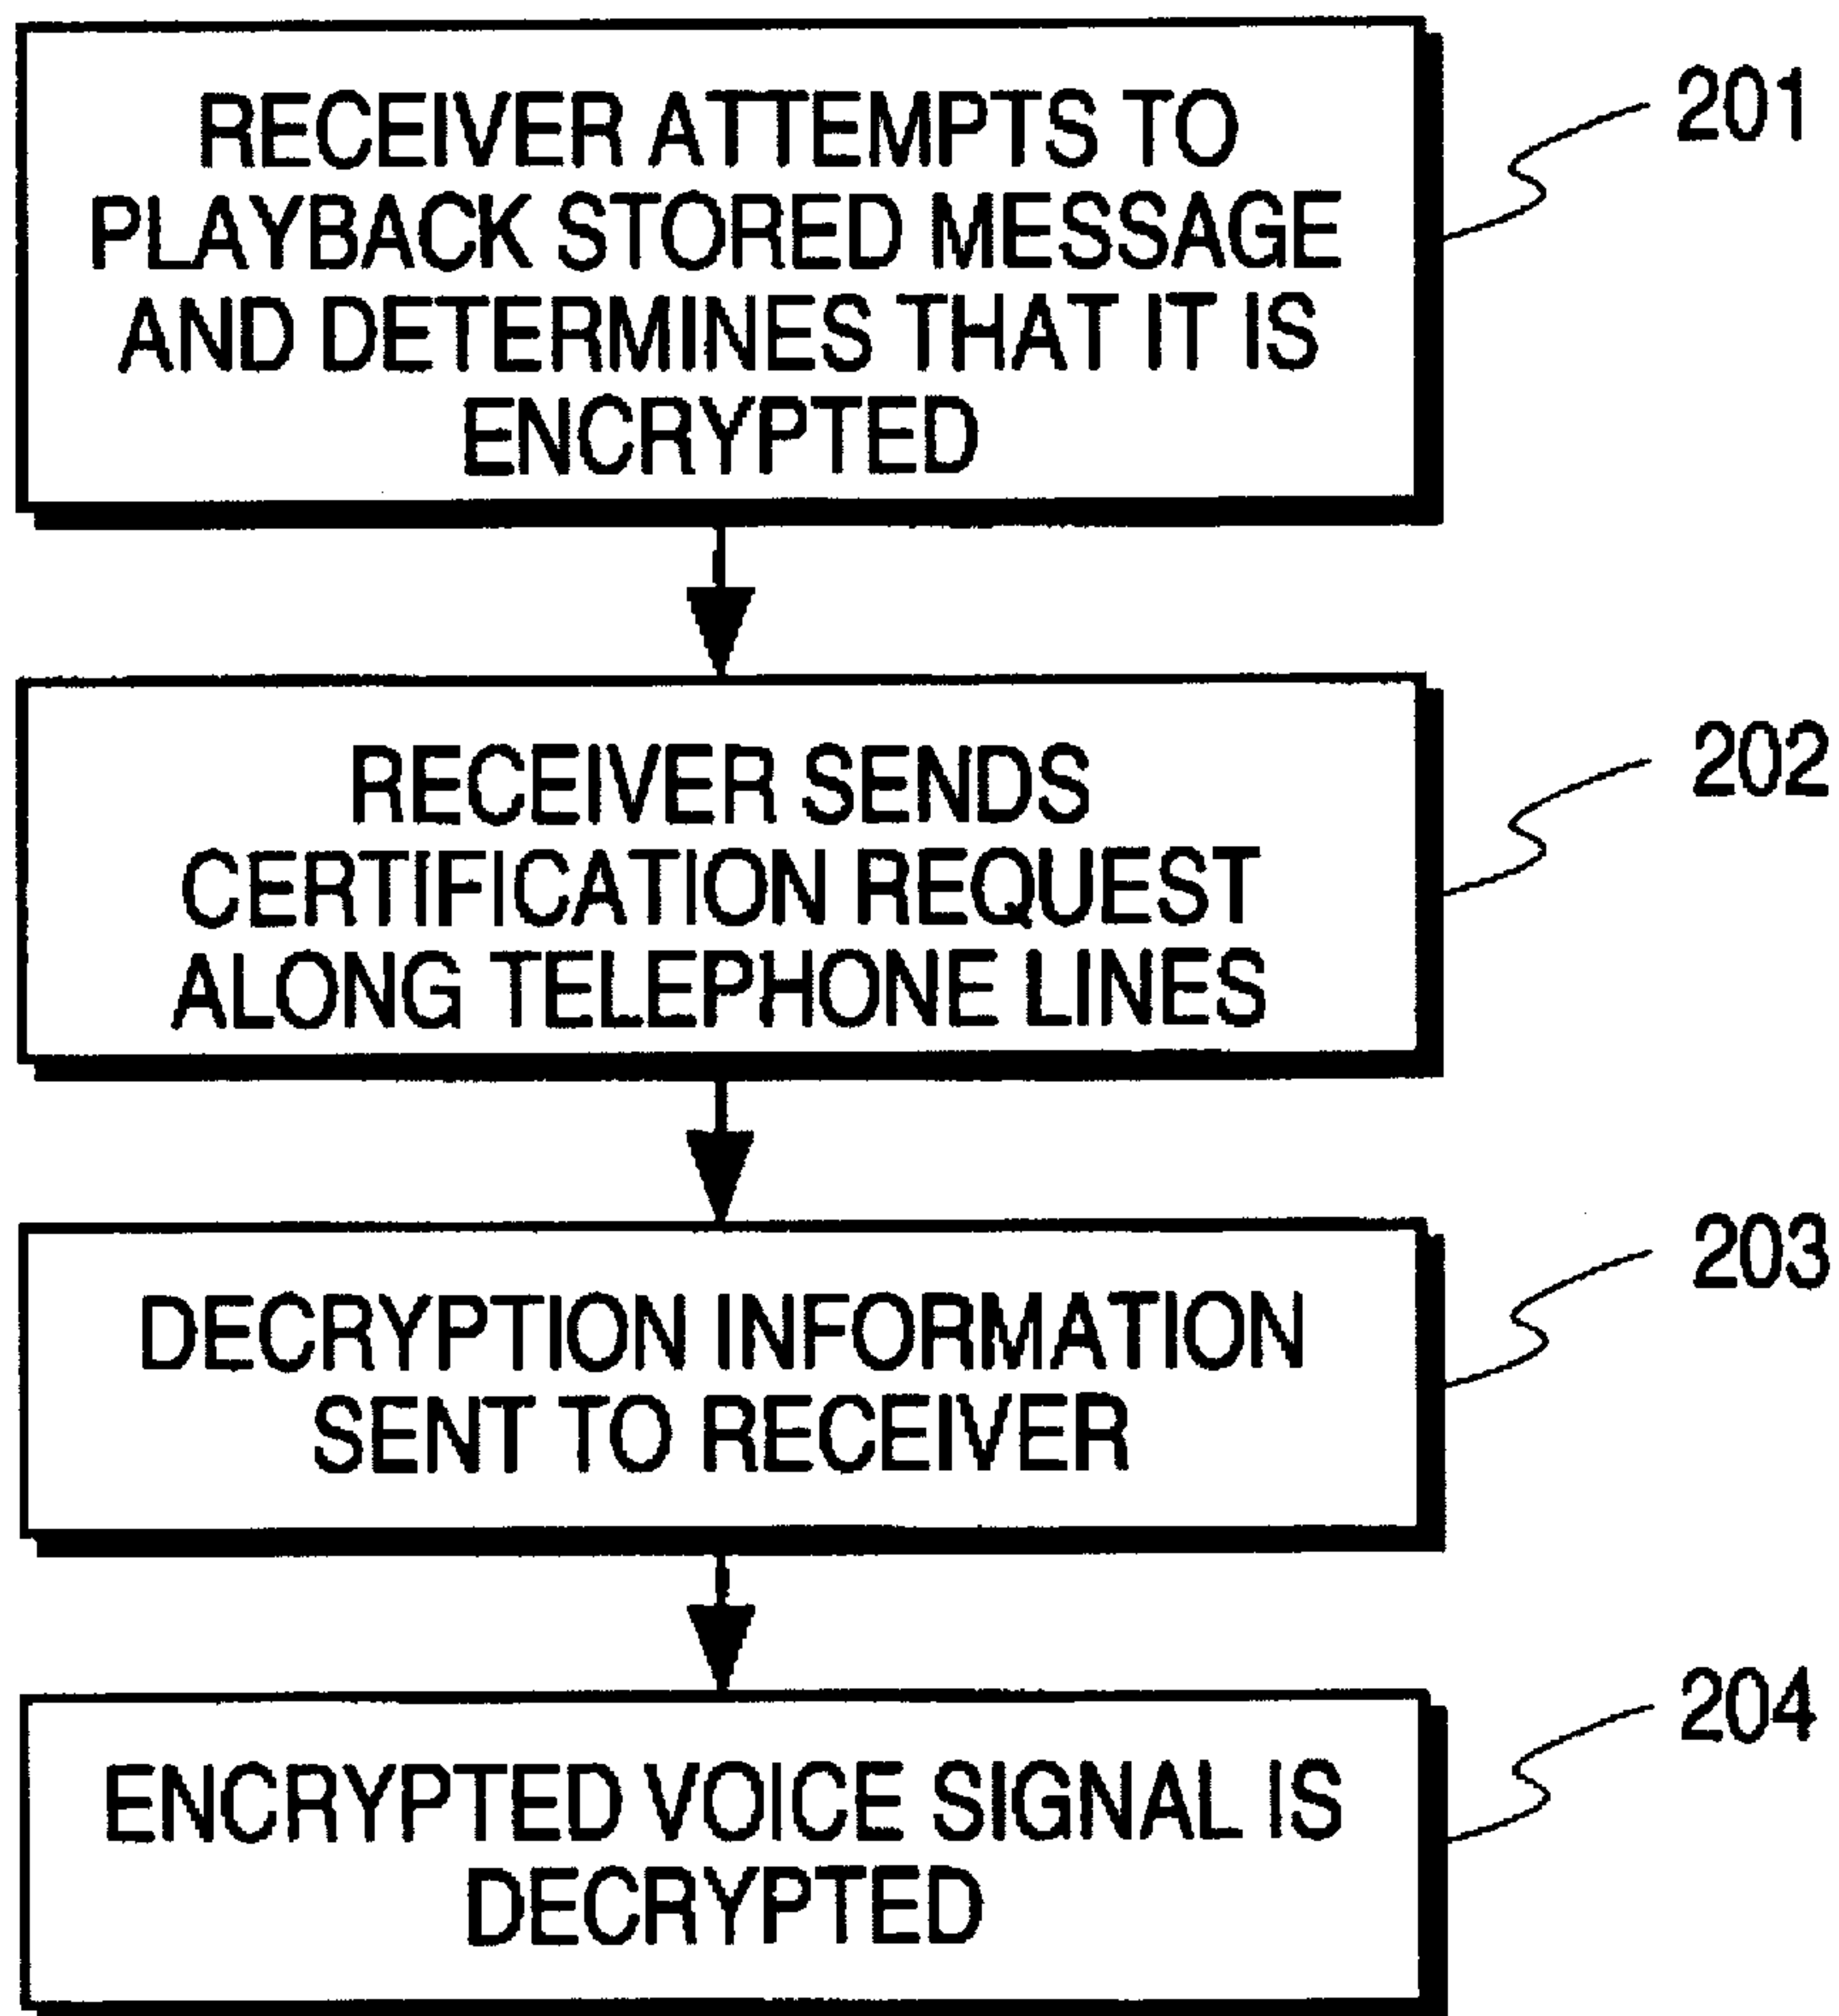 RECEIVER ATTEMPTS TO
PLAYBACK STORED MESSAGE
AND DETERMINES THAT IT IS
ENCRYPTED
201
RECEIVER SENDS
CERTIFICATION REQUEST
ALONG TELEPHONE LINES
202
DECRYPTION INFORMATION
SENT TO RECEIVER
203
ENCRYPTED VOICE SIGNAL IS
DECRYPTED
204